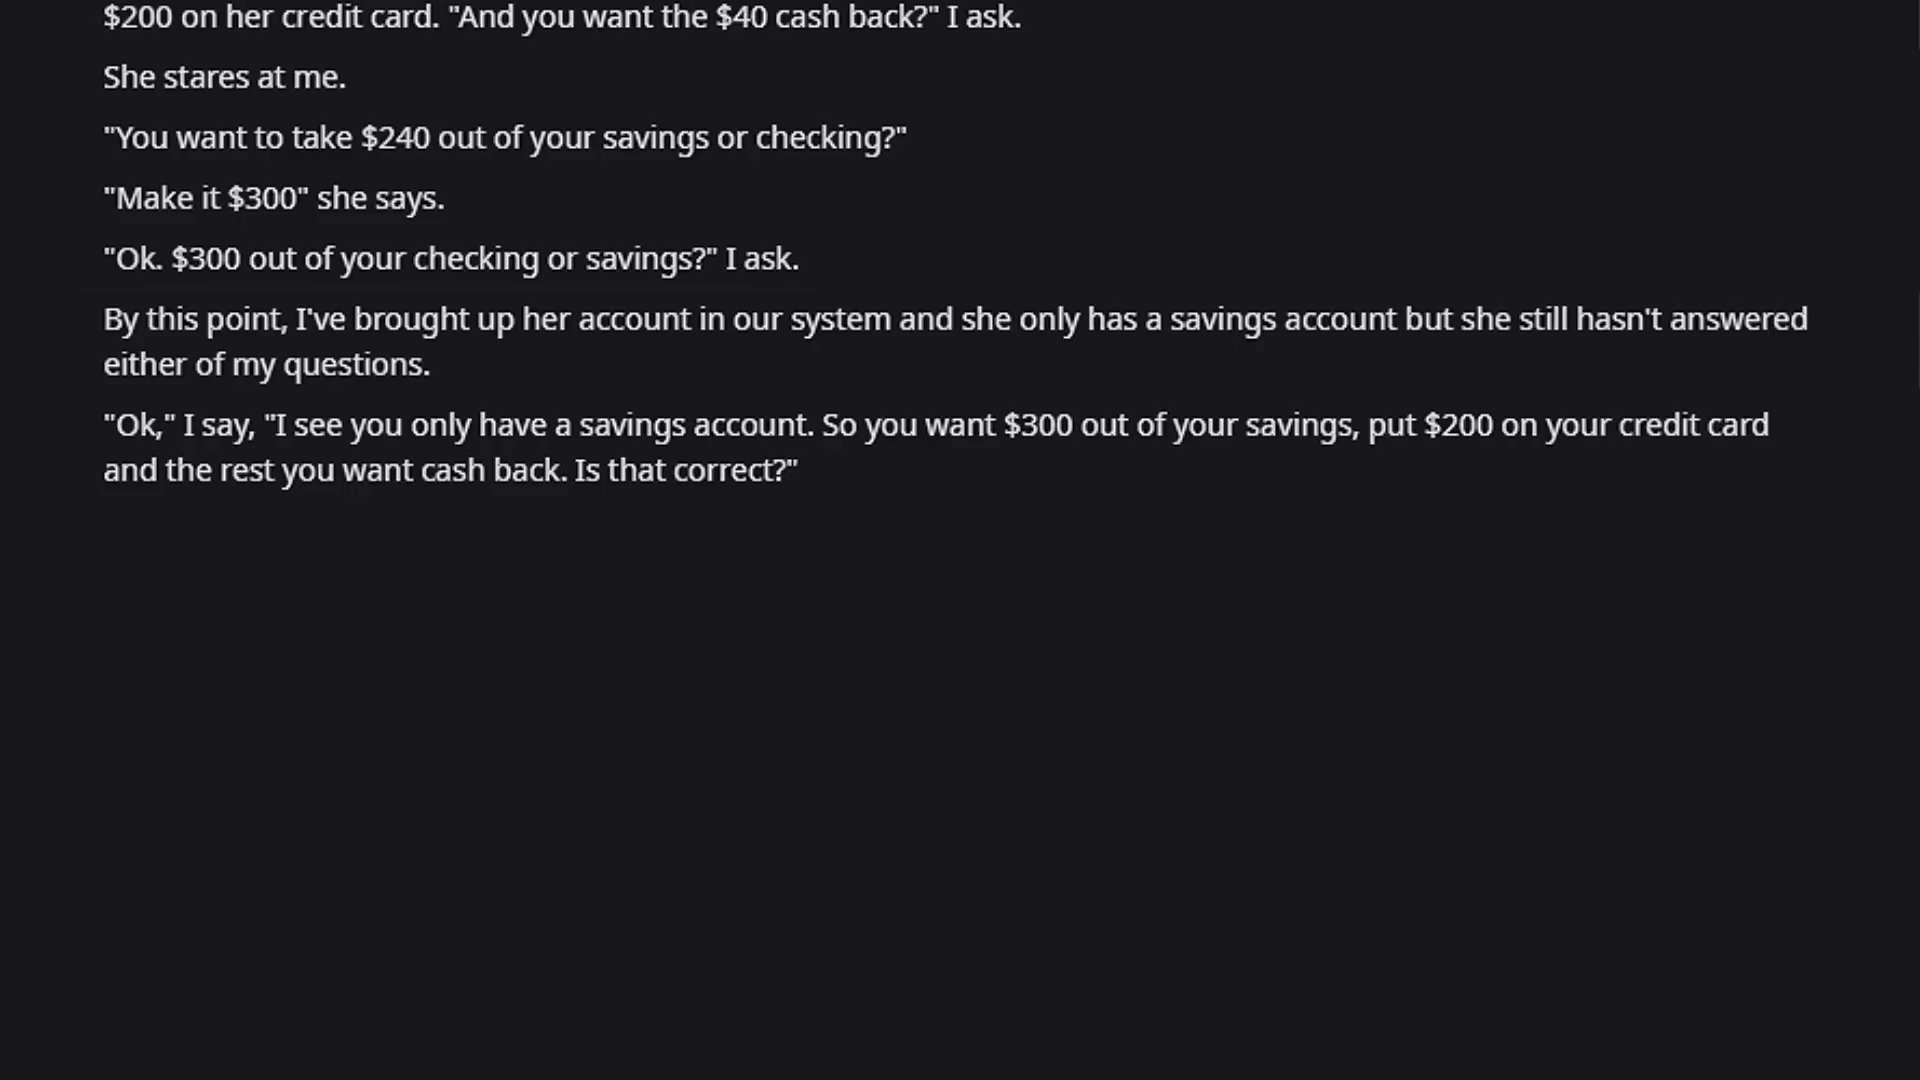 $200 on her credit card. "And you want the $40 cash back?" I ask.
She stares at me.
"You want to take $240 out of your savings or checking?"
"Make it $300" she says.
"Ok. $300 out of your checking or savings?" I ask.
By this point, I've brought up her account in our system and she only has a savings account but she still hasn't answered
either of my questions.
"Ok," I say, "I see you only have a savings account. So you want $300 out of your savings, put $200 on your credit card
and the rest you want cash back. Is that correct?"